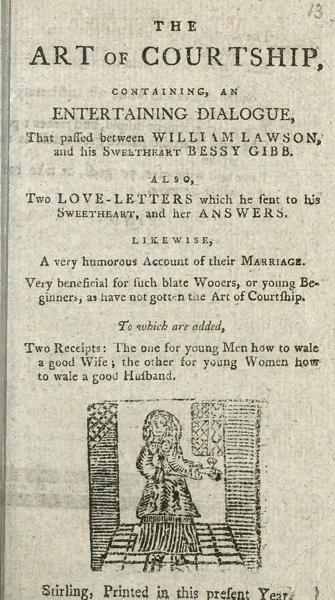 13
THE
ART OF COURTSHIP,
CONTAINING, AN
ENTERTAINING DIALOGUE,
That paſſed between WILLIAM LAWSON,
and his SWEETHEART BESSY GIBB.
ALSO,
Two LOVE-LETTERS which he ſent to his
SWEETHEART, and her ANSWERS.
LIKEWISE,
A very humorous Account of their MARRIAGE.
Very beneficial for ſuch blate Wooers, or young Be-
ginners, as have not gotten the Art of Courtſhip.
To which are added,
Two Receipts: The one for young Men how to wale
a good Wife; the other for young Women how
to wale a good Huſband.
Stirling, Printed in this preſent Year.